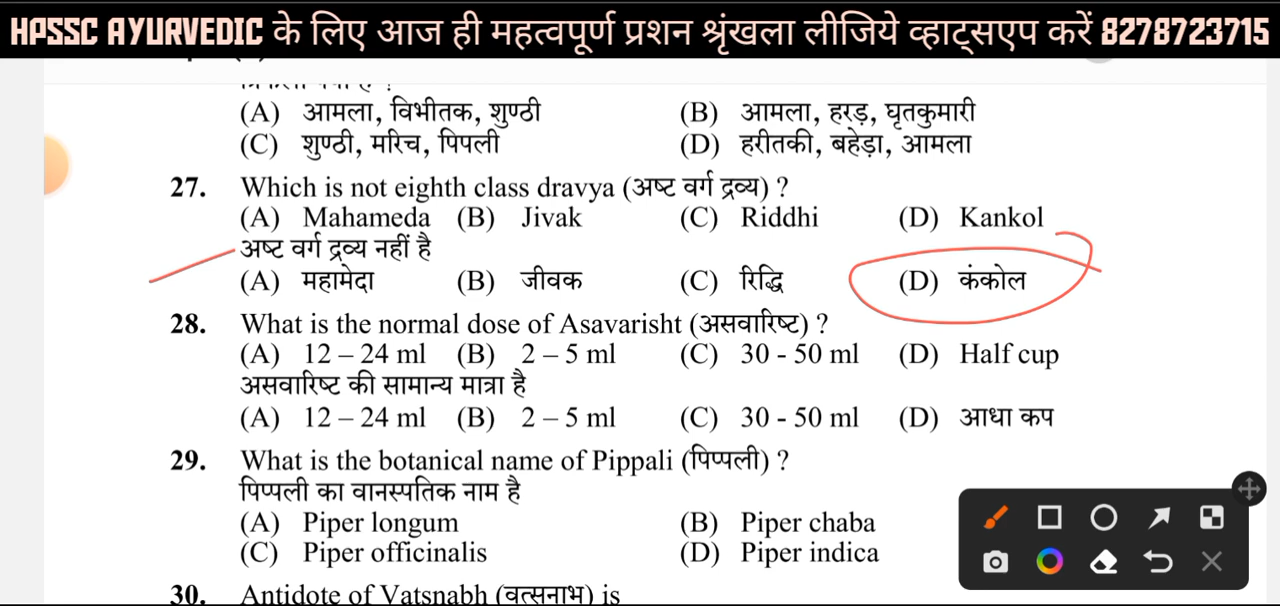 HPSSC AYURVEDIC के लिए आज ही महत्वपूर्ण प्रशन श्रृंखला लीजिये व्हाट्सएप करें 8278723715
(A) आमला, विभीतक, शुण्ठी (B) आमला, हरड़, घृतकुमारी
(C) शुण्ठी, मरिच, पिपली (D) हरीतकी, बहेड़ा, आमला
27. Which is not eighth class dravya (अष्ट वर्ग द्रव्य) ?
(A) Mahameda (B) Jivak (C) Riddhi (D) Kankol
अष्ट वर्ग द्रव्य नहीं है
(A) महामेदा (B) जीवक (C) रिद्धि (D) कंकोल
28. What is the normal dose of Asavarisht (असवारिष्ट) ?
(A) 12 – 24 ml (B) 2 – 5 ml (C) 30 - 50 ml (D) Half cup
असवारिष्ट की सामान्य मात्रा है
(A) 12 – 24 ml (B) 2 – 5 ml (C) 30 - 50 ml (D) आधा कप
29. What is the botanical name of Pippali (पिप्पली) ?
पिप्पली का वानस्पतिक नाम है
(A) Piper longum (B) Piper chaba
(C) Piper officinalis (D) Piper indica
30. Antidote of Vatsnabh (वत्सनाभ) is